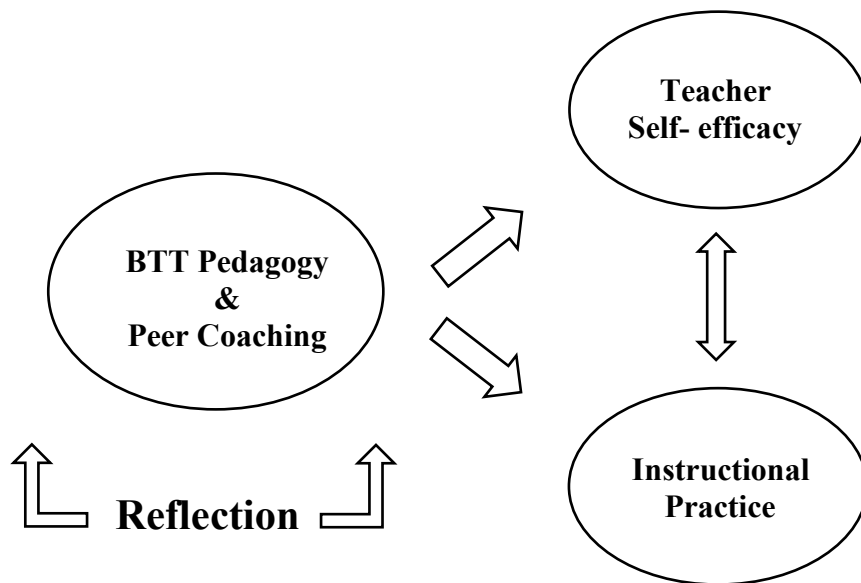 Teacher
Self- efficacy
BTT Pedagogy
&
Peer Coaching
Instructional
Practice
Reflection